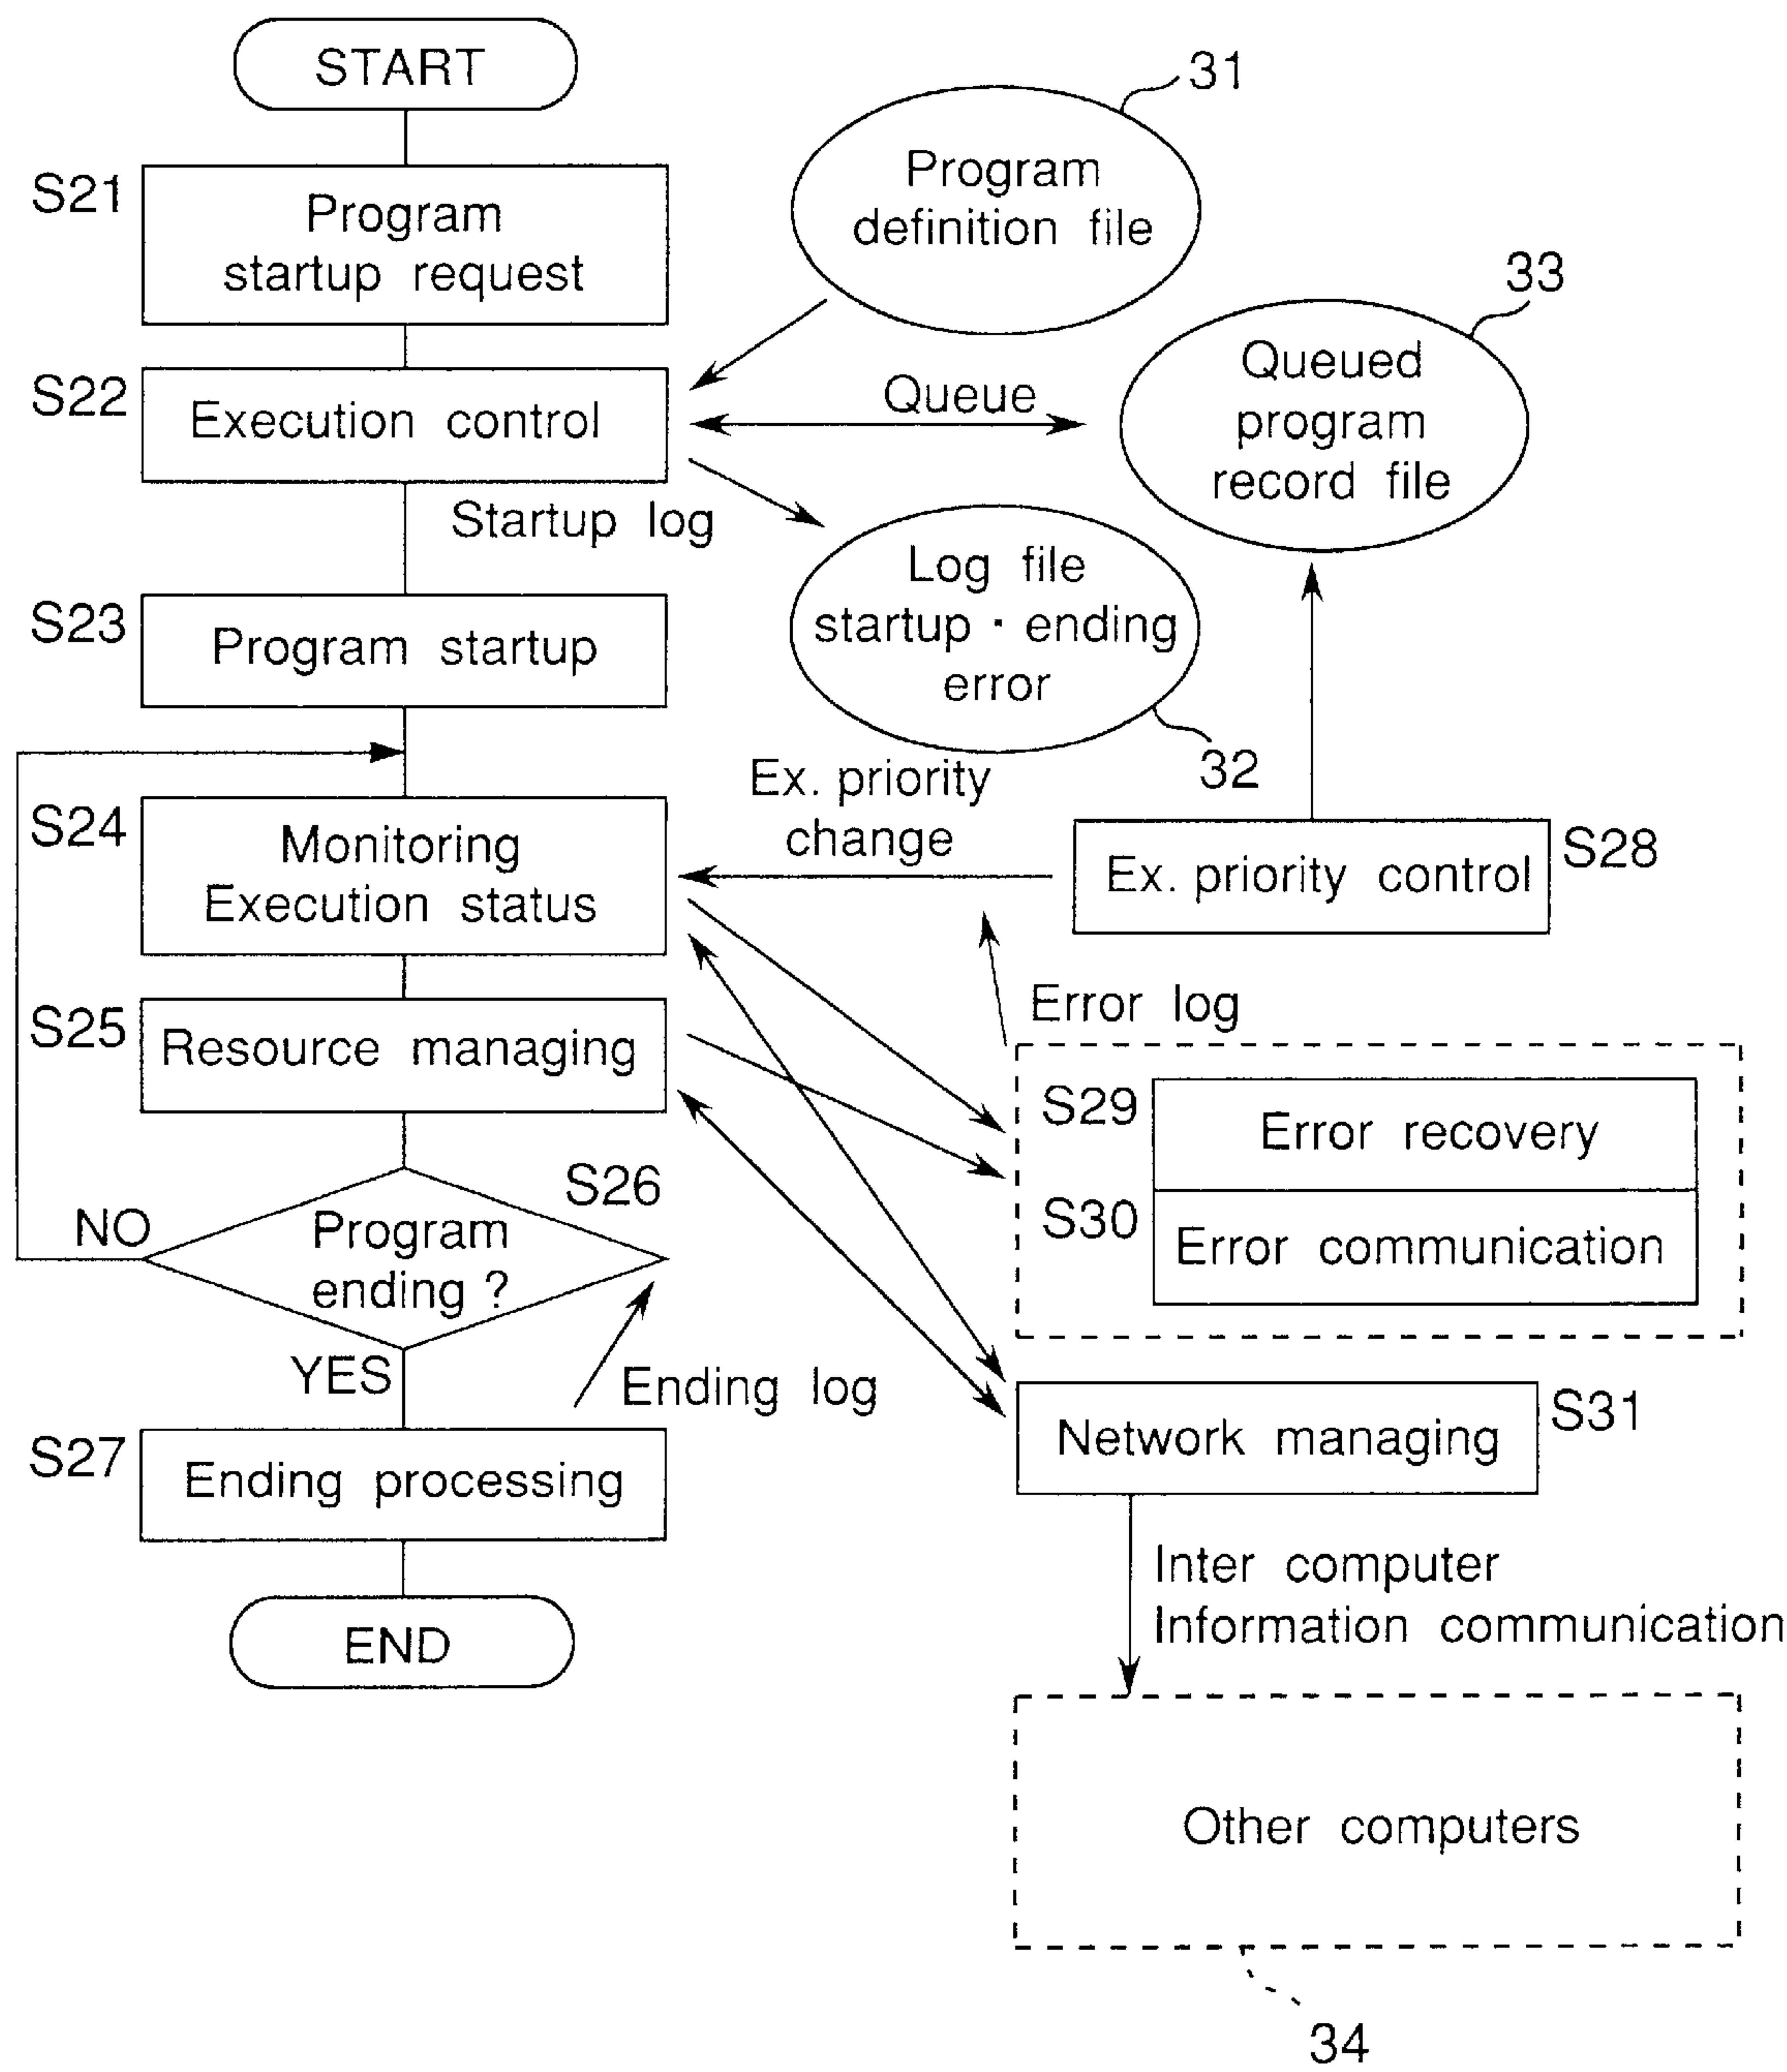 START
31
S21
Program
startup request
Program
definition file
33
S22
Execution control
Queue
Queued
program
record file
Startup log
Log file
startup · ending
error
S23
Program startup
32
Ex. priority
change
S24
Monitoring
Execution status
Ex. priority control
S28
S25
Resource managing
Error log
S29
Error recovery
S26
NO
Program
ending ?
S30
Error communication
YES
Ending log
S27
Ending processing
Network managing
S31
Inter computer
Information communication
END
Other computers
34